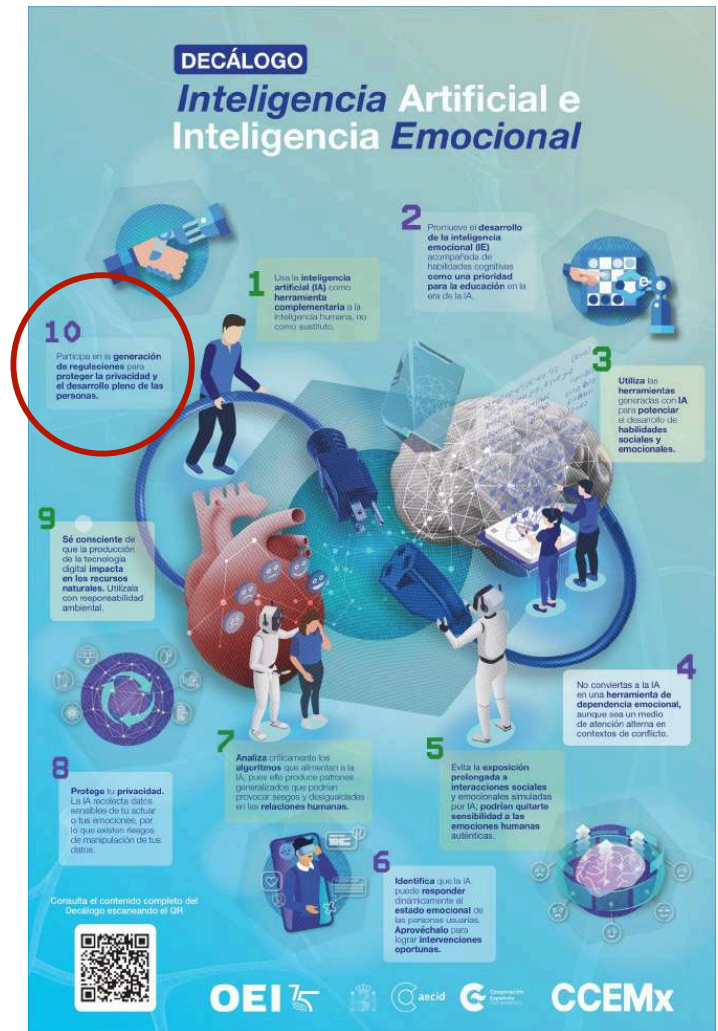 DECÁLOGO
Inteligencia Artificial e
Inteligencia Emocional
1
Usa la inteligencia
artificial (IA) como
herramienta
complementaria a la
inteligencia humana, no
como sustituto.
2
Promueve el desarrollo
de la inteligencia
emocional (IE)
acompañada de
habilidades cognitivas
como una prioridad
para la educación en la
era de la IA.
3
Utiliza las
herramientas
generadas con IA
para potenciar
el desarrollo de
habilidades
sociales y
emocionales.
4
No conviertas a la IA
en una herramienta de
dependencia emocional,
aunque sea un medio
de atención alterna en
contextos de conflicto.
5
Evita la exposición
prolongada a
interacciones sociales
y emocionales simuladas
por IA; podrían quitarte
sensibilidad a las
emociones humanas
auténticas.
6
Identifica que la IA
puede responder
dinámicamente al
estado emocional de
las personas usuarias.
Aprovéchalo para
lograr intervenciones
oportunas.
7
Analiza críticamente los
algoritmos que alimentan a la
IA, pues ello produce patrones
generalizados que podrían
provocar sesgos y desigualdades
en las relaciones humanas.
8
Protege tu privacidad.
La IA recolecta datos
sensibles de tu actuar
o tus emociones, por
lo que existen riesgos
de manipulación de tus
datos.
9
Sé consciente de
que la producción
de la tecnología
digital impacta
en los recursos
naturales. Utilízala
con responsabilidad
ambiental.
10
Participa en la generación
de regulaciones para
proteger la privacidad y
el desarrollo pleno de las
personas.
Consulta el contenido completo del
Decálogo escaneando el QR
OEI 75
aecid
Cooperación
Española
CCEMx